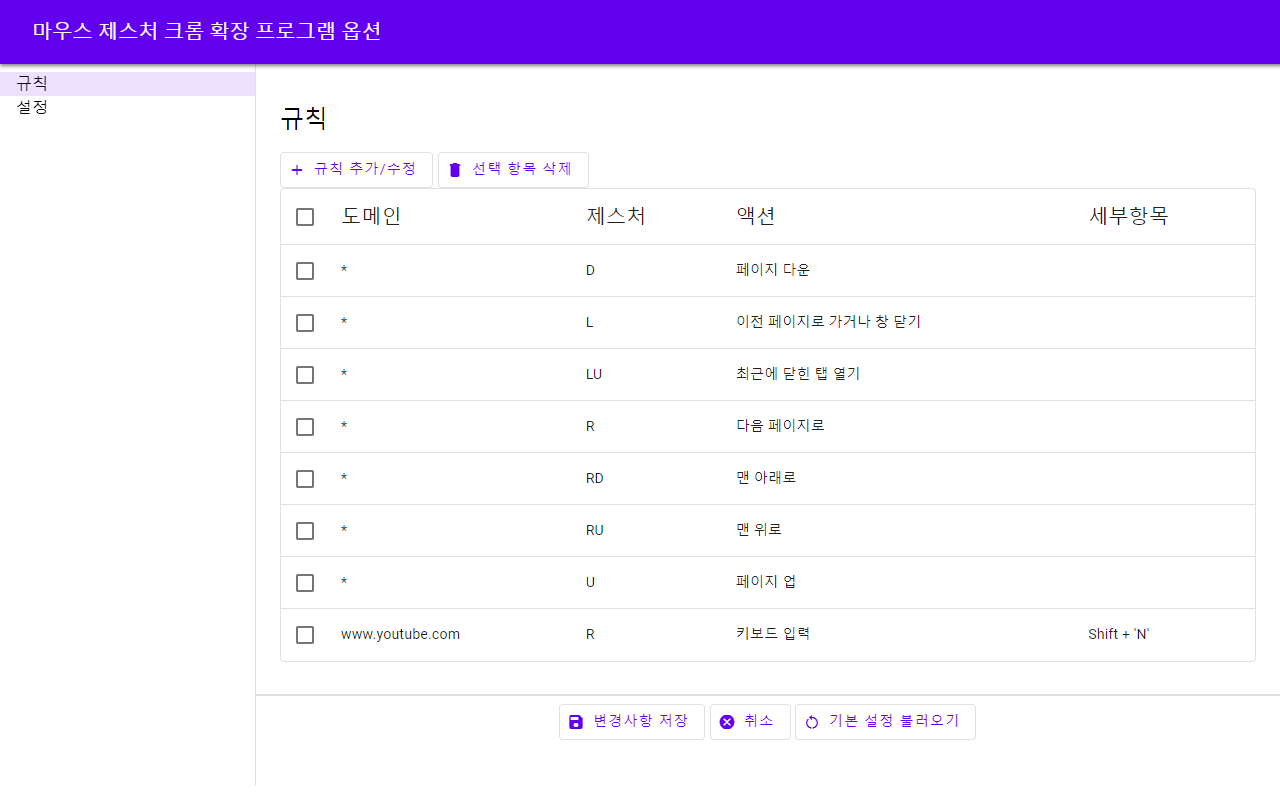 마우스 제스처 크롬 확장 프로그램 옵션
규칙
설정
규칙
규칙 추가/수정 선택 항목 삭제
도메인 제스처 액션 세부항목
* D 페이지 다운
* L 이전 페이지로 가거나 창 닫기
* LU 최근에 닫힌 탭 열기
* R 다음 페이지로
* RD 맨 아래로
* RU 맨 위로
* U 페이지 업
www.youtube.com R 키보드 입력 Shift + 'N'
변경사항 저장 취소 기본 설정 불러오기